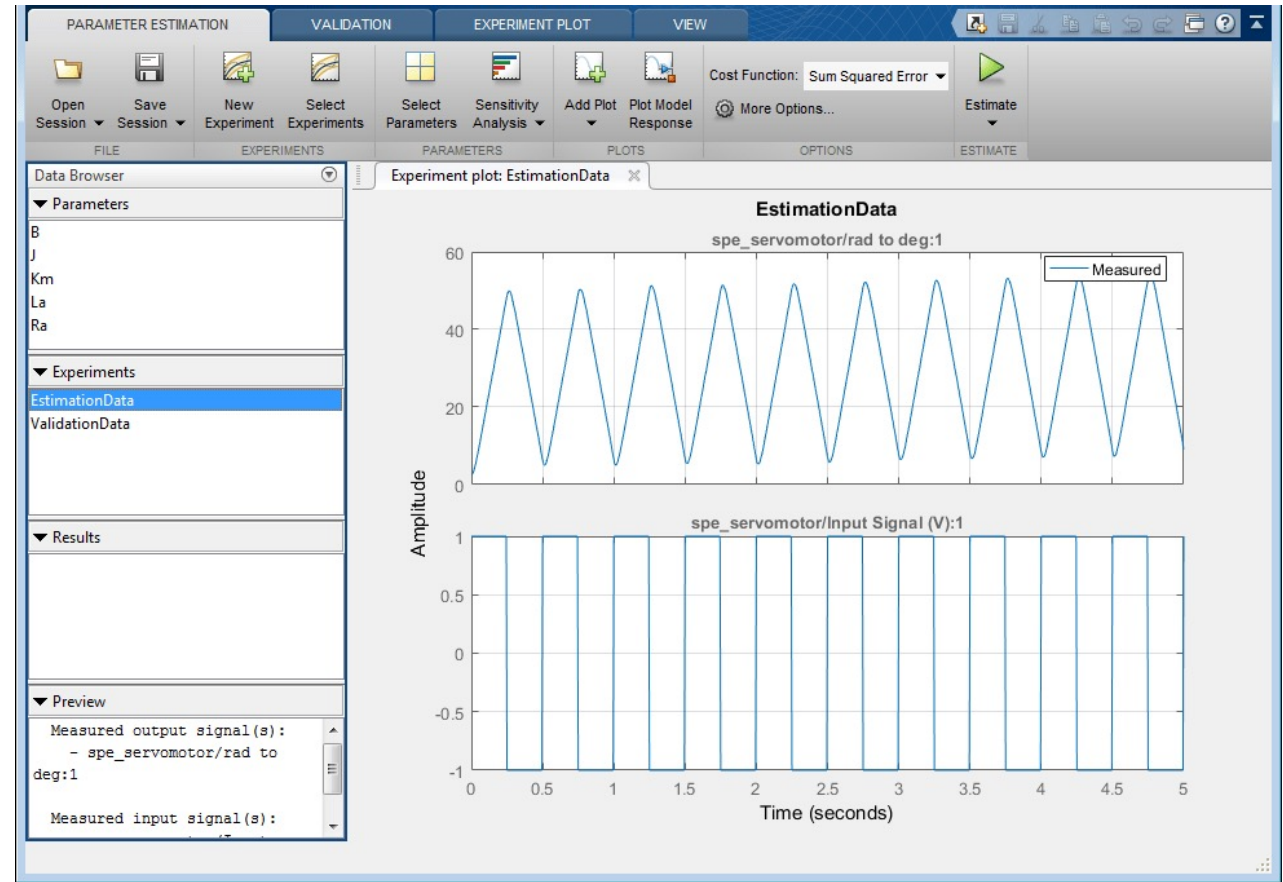 PARAMETER ESTIMATION VALIDATION EXPERIMENT PLOT VIEW
Open Session Save Session New Experiment Select Experiments Select Parameters Sensitivity Analysis Add Plot Plot Model Response Cost Function: Sum Squared Error Estimate
More Options...
FILE EXPERIMENTS PARAMETERS PLOTS OPTIONS ESTIMATE
Data Browser
Parameters
B
J
Km
La
Ra
Experiments
EstimationData
ValidationData
Results
Preview
Measured output signal(s):
- spe_servomotor/rad to
deg:1
Measured input signal(s):
Experiment plot: EstimationData
EstimationData
spe_servomotor/rad to deg:1
Measured
60
40
20
0
Amplitude
spe_servomotor/Input Signal (V):1
1
0.5
0
-0.5
-1
0 0.5 1 1.5 2 2.5 3 3.5 4 4.5 5
Time (seconds)